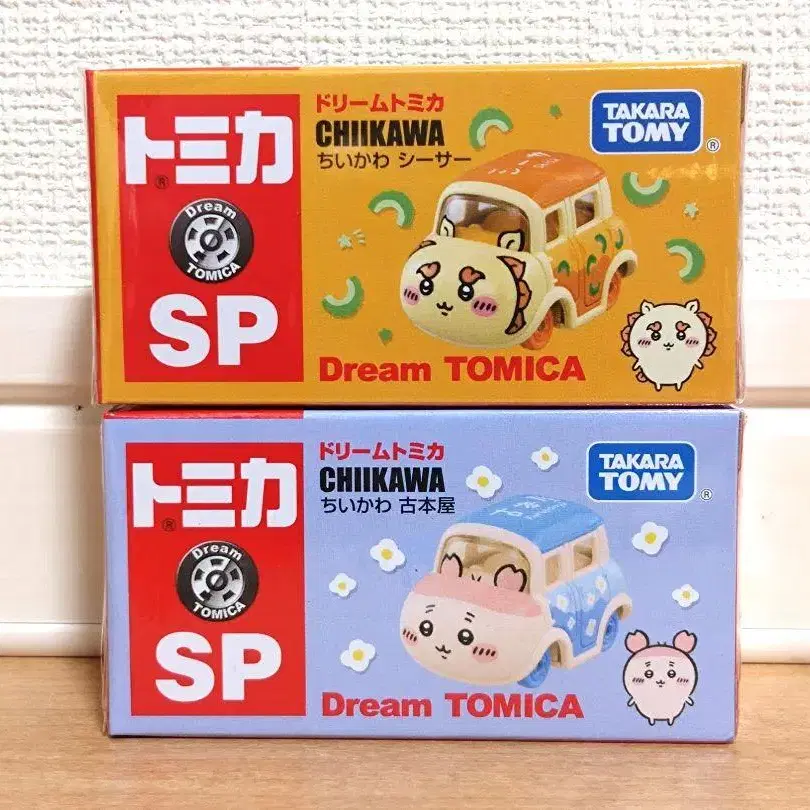 トミカ
®
Dream
TOMICA
SP
ドリームトミカ
CHIIKAWA
ちいかわ シーサー
TAKARA
TOMY
®
Dream TOMICA
トミカ
®
Dream
TOMICA
SP
ドリームトミカ
CHIIKAWA
ちいかわ 古本屋
TAKARA
TOMY
®
Dream TOMICA